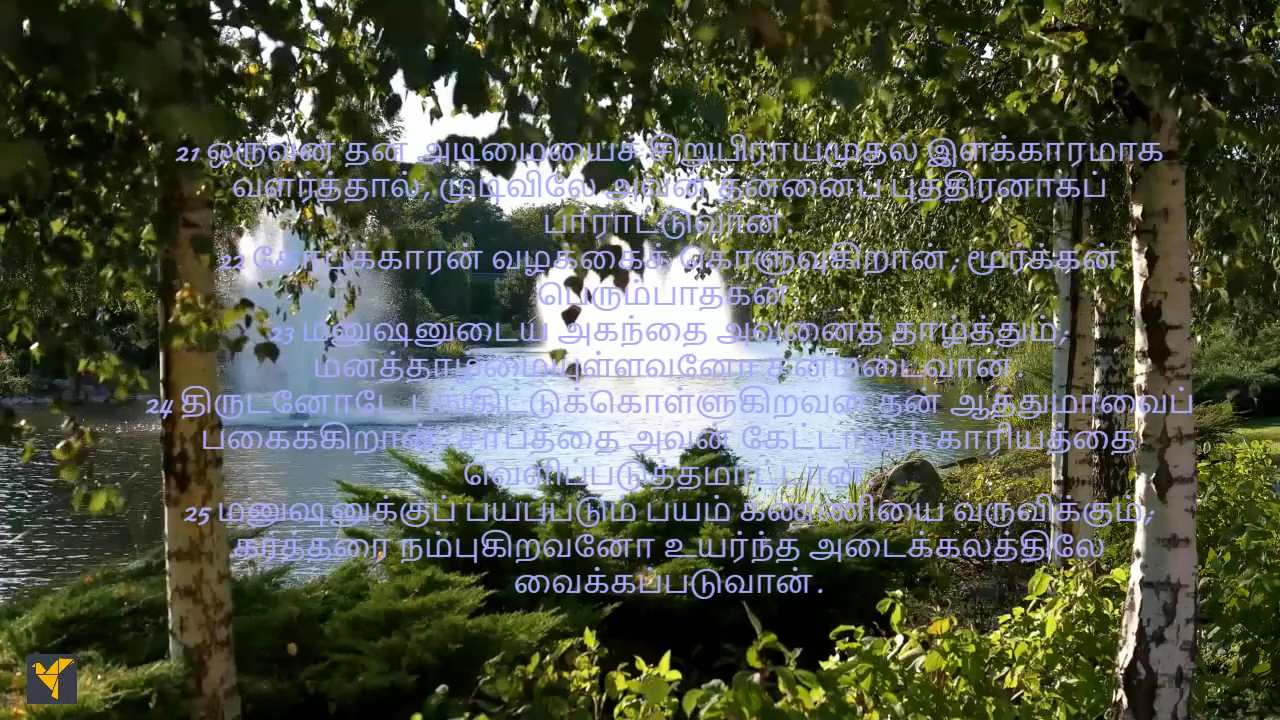 21 ஒருவன் தன் அடிமையைச் சிறுபிராயமுதல் இளக்காரமாக
வளர்த்தால், முடிவிலே அவன் தன்னைப் புத்திரனாகப்
பாராட்டுவான்.
22 கோபக்காரன் வழக்கைக் கொளுவுகிறான்; மூர்க்கன்
பெரும்பாதகன்.
23 மனுஷனுடைய அகந்தை அவனைத் தாழ்த்தும்;
மனத்தாழ்மையுள்ளவனோ கனமடைவான்.
24 திருடனோடே பங்கிட்டுக்கொள்ளுகிறவன் தன் ஆத்துமாவைப்
பகைக்கிறான்; சாபத்தை அவன் கேட்டாலும் காரியத்தை
வெளிப்படுத்தமாட்டான்.
25 மனுஷனுக்குப் பயப்படும் பயம் கண்ணியை வருவிக்கும்;
கர்த்தரை நம்புகிறவனோ உயர்ந்த அடைக்கலத்திலே
வைக்கப்படுவான்.